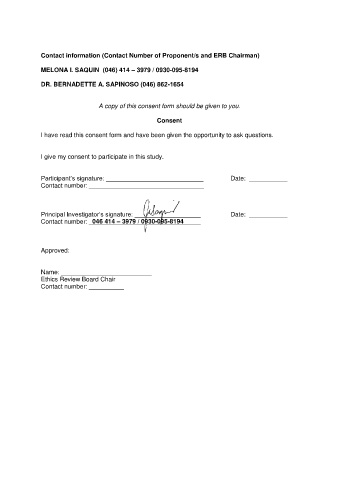 Contact information (Contact Number of Proponent/s and ERB Chairman)
MELONA I. SAQUIN (046) 414 – 3979 / 0930-095-8194
DR. BERNADETTE A. SAPINOSO (046) 862-1654
A copy of this consent form should be given to you.
Consent
I have read this consent form and have been given the opportunity to ask questions.
I give my consent to participate in this study.
Participant's signature: ____________________ Date: ____________
Contact number: ____________________
Principal Investigator's signature: ____________________ Date: ____________
Contact number: 046 414 – 3979 / 0930-095-8194
Approved:
Name: ____________________
Ethics Review Board Chair
Contact number: __________